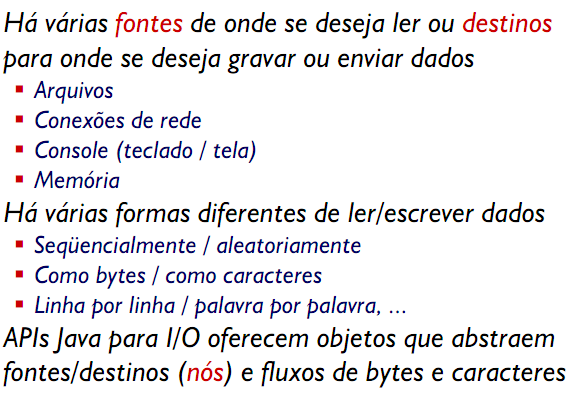 Há várias fontes de onde se deseja ler ou destinos
para onde se deseja gravar ou enviar dados
▪ Arquivos
▪ Conexões de rede
▪ Console (teclado / tela)
▪ Memória
Há várias formas diferentes de ler/escrever dados
▪ Seqüencialmente / aleatoriamente
▪ Como bytes / como caracteres
▪ Linha por linha / palavra por palavra, ...
APIs Java para I/O oferecem objetos que abstraem
fontes/destinos (nós) e fluxos de bytes e caracteres